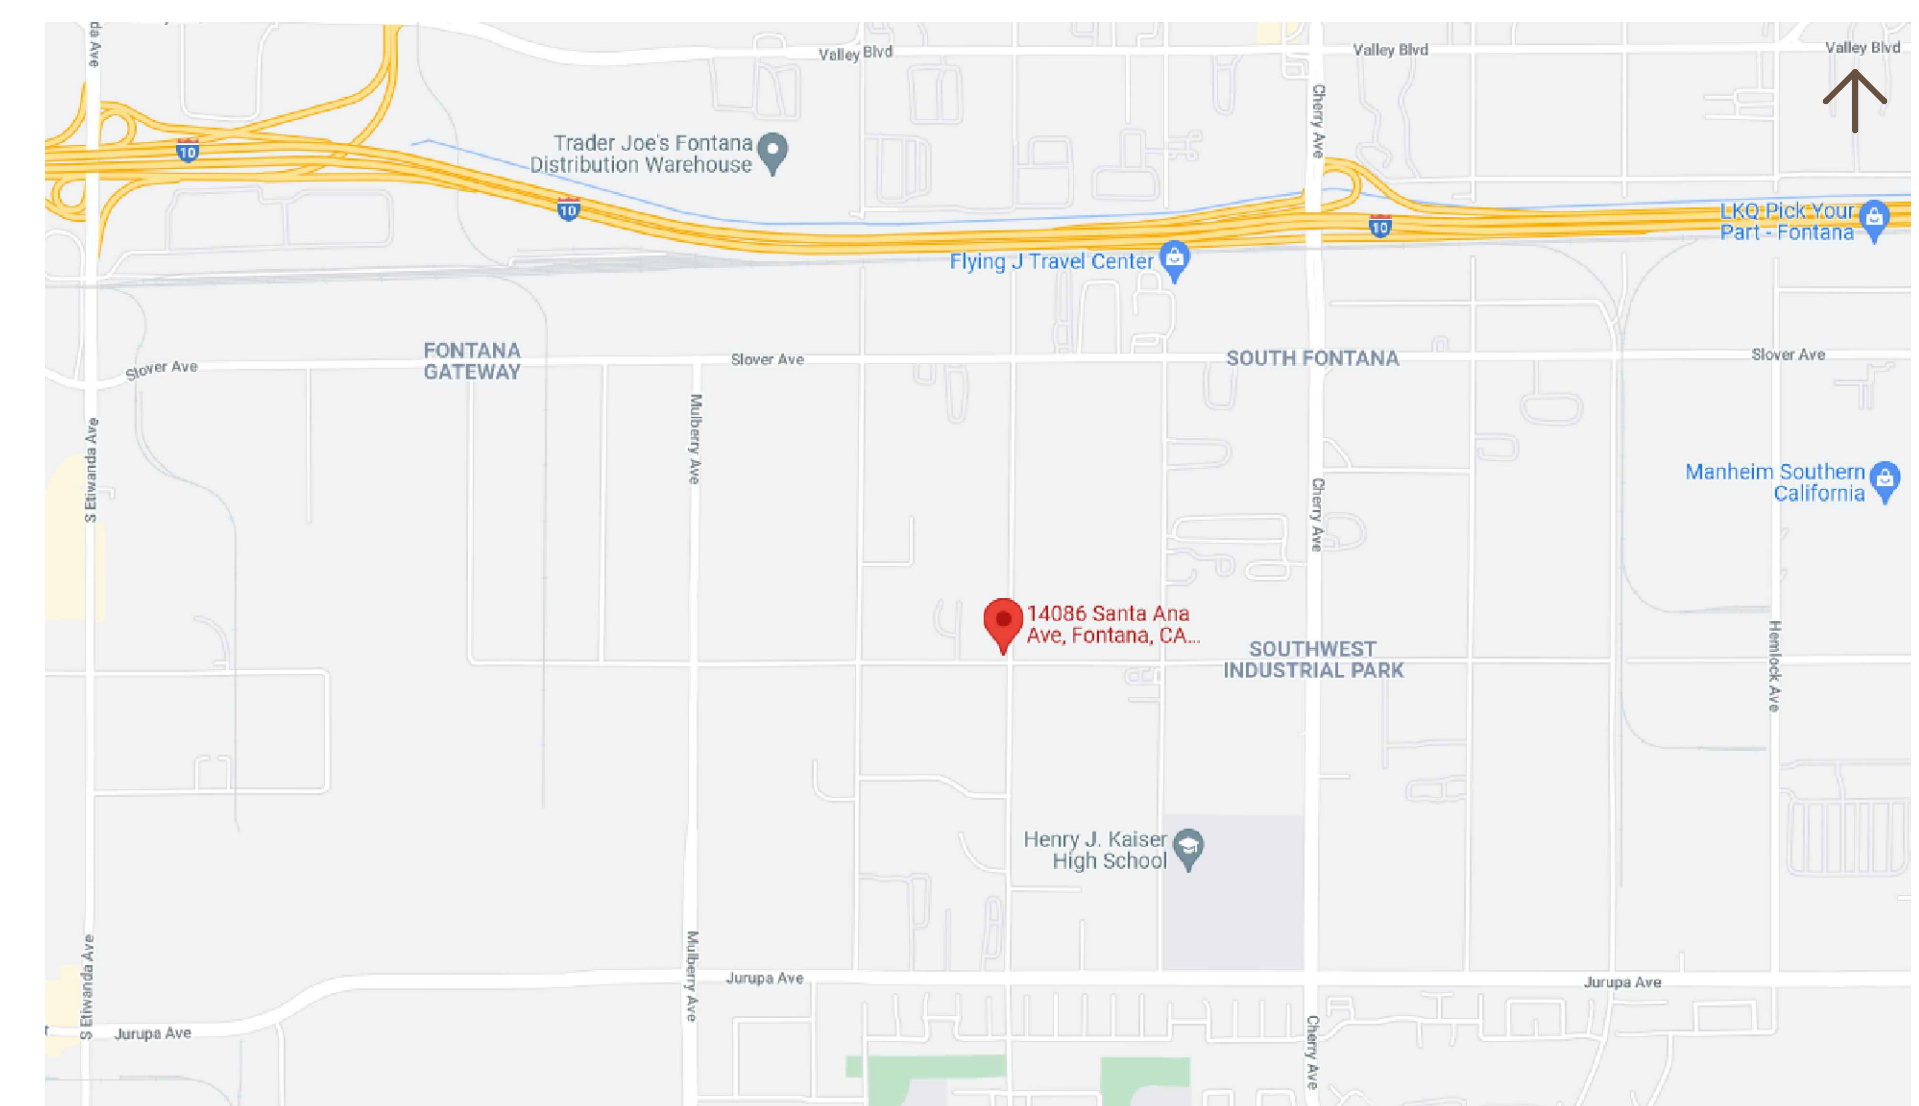 da Ave
Valley Blvd
Valley Blvd
Valley Blvd
Cherry Ave
Trader Joe's Fontana
Distribution Warehouse
10
10
10
LKQ Pick Your
Part - Fontana
Flying J Travel Center
Slover Ave
FONTANA
GATEWAY
Slover Ave
SOUTH FONTANA
Slover Ave
S Etiwanda Ave
Mulberry Ave
Cherry Ave
Manheim Southern
California
14086 Santa Ana
Ave, Fontana, CA...
SOUTHWEST
INDUSTRIAL PARK
Hemlock Ave
Henry J. Kaiser
High School
S Etiwanda Ave
Mulberry Ave
Jurupa Ave
Jurupa Ave
Jurupa Ave
Cherry Ave